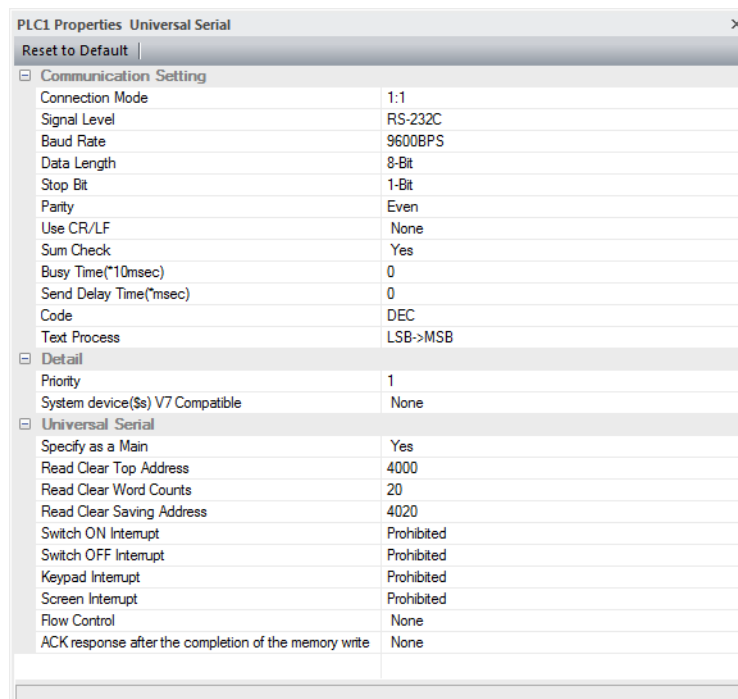 PLC1 Properties  Universal Serial
Reset to Default
Communication Setting
Connection Mode 1:1
Signal Level RS-232C
Baud Rate 9600BPS
Data Length 8-Bit
Stop Bit 1-Bit
Parity Even
Use CR/LF None
Sum Check Yes
Busy Time(*10msec) 0
Send Delay Time(*msec) 0
Code DEC
Text Process LSB->MSB
Detail
Priority 1
System device($s) V7 Compatible None
Universal Serial
Specify as a Main Yes
Read Clear Top Address 4000
Read Clear Word Counts 20
Read Clear Saving Address 4020
Switch ON Interrupt Prohibited
Switch OFF Interrupt Prohibited
Keypad Interrupt Prohibited
Screen Interrupt Prohibited
Flow Control None
ACK response after the completion of the memory write None